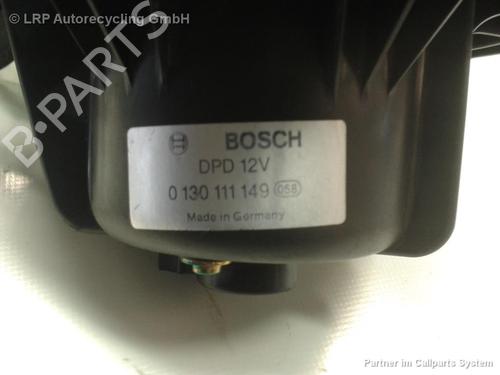 © LRP Autorecycling GmbH
B-PARTS
BOSCH
DPD 12V
0 130 111 149 058
Made in Germany
Partner im Callparts System